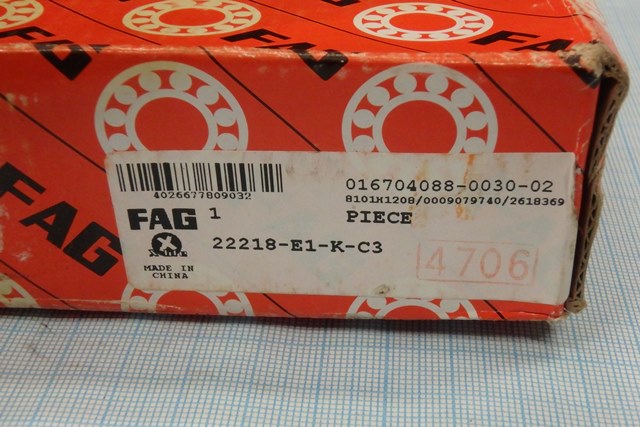 FAG
FAG
FAG
FAG
4026677809032
016704088-0030-02
8101H1208/0009079740/2618369
FAG 1 PIECE
22218-E1-K-C3
MADE IN
CHINA
4706